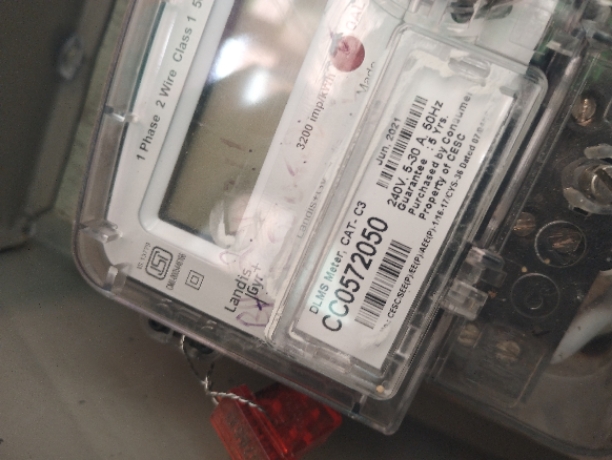 1 Phase 2 Wire Class 1
3200 imp/kWh
Made
Landis
Gyr+
Jun. 2021
240V. 5-30 A, 50Hz
Guarantee : 5 Yrs.
Purchased by Consumer
Property of CESC
DLMS Meter, CAT.- C3
CC0572050